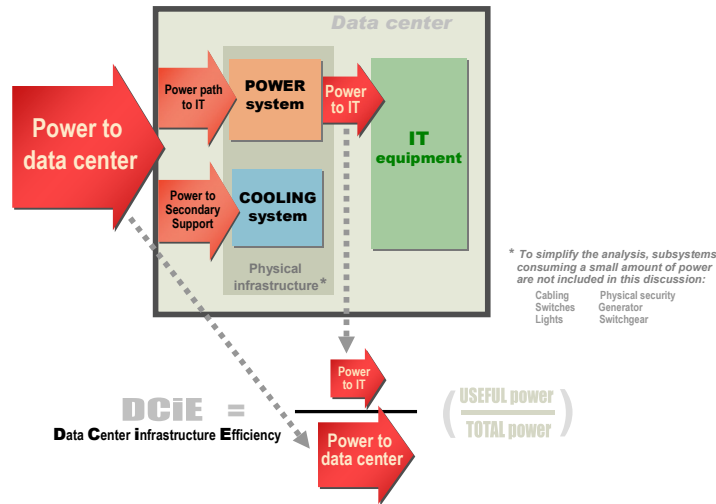 Data center
Power to
data center
Power path
to IT
POWER
system
Power
to IT
IT
equipment
Power to
Secondary
Support
COOLING
system
Physical
infrastructure*
* To simplify the analysis, subsystems
consuming a small amount of power
are not included in this discussion:
Cabling Physical security
Switches Generator
Lights Switchgear
DCiE =
Data Center infrastructure Efficiency
Power
to IT
Power to
data center
( USEFUL power
TOTAL power )